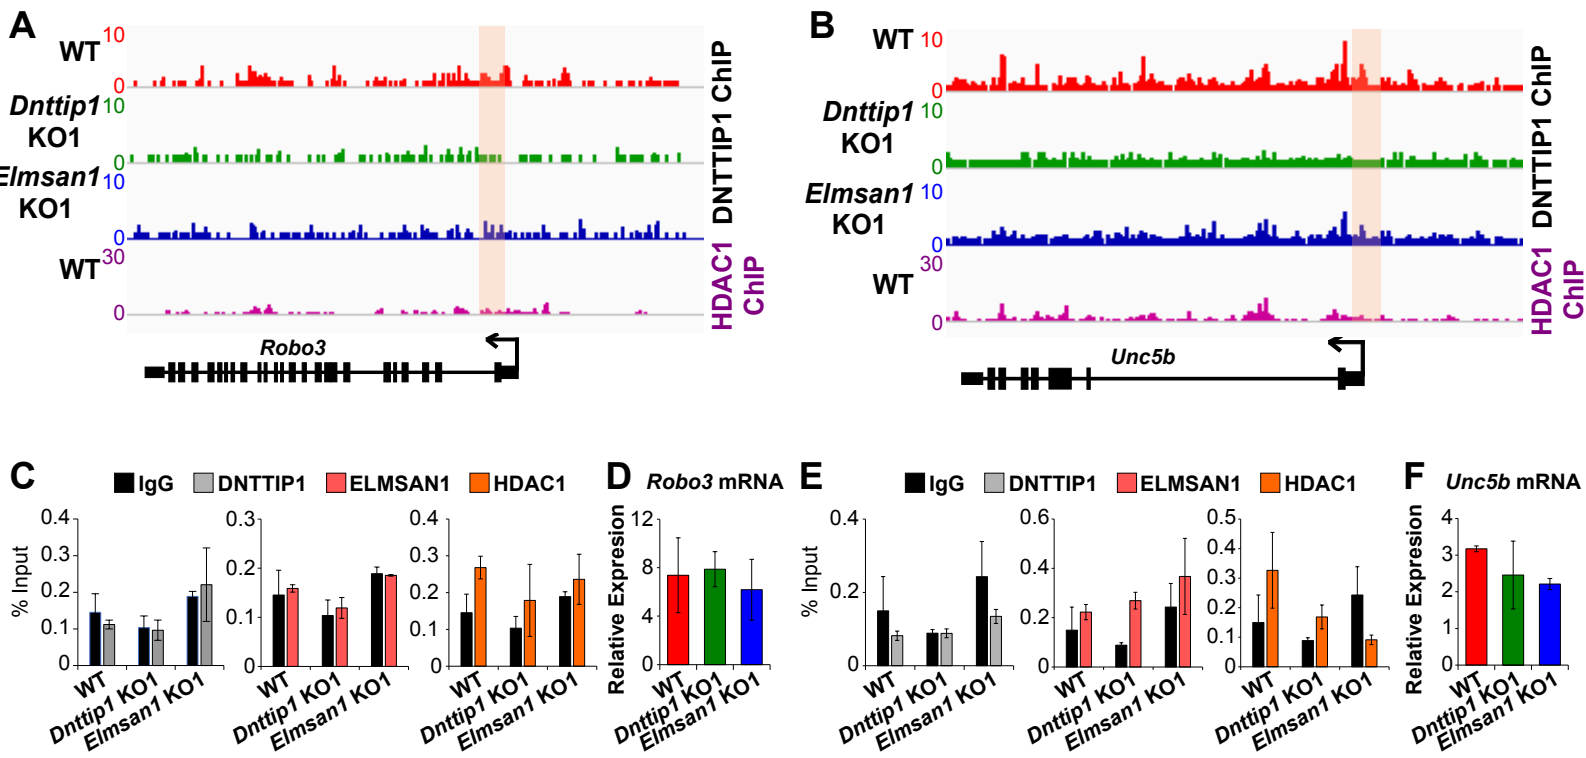 A
WT
10
0
Dnttip1
KO1
10
0
Elmsan1
KO1
10
0
WT
30
0
DNTTIP1 ChIP
HDAC1
ChIP
Robo3
B
WT
10
0
Dnttip1
KO1
10
0
Elmsan1
KO1
10
0
WT
30
0
DNTTIP1 ChIP
HDAC1
ChIP
Unc5b
C
IgG DNTTIP1 ELMSAN1 HDAC1
% Input
0.4
0.3
0.2
0.1
0
WT
Dnttip1 KO1
Elmsan1 KO1
0.3
0.2
0.1
0
WT
Dnttip1 KO1
Elmsan1 KO1
0.4
0.3
0.2
0.1
0
WT
Dnttip1 KO1
Elmsan1 KO1
D
Robo3 mRNA
Relative Expresion
12
8
4
0
WT
Dnttip1 KO1
Elmsan1 KO1
E
IgG DNTTIP1 ELMSAN1 HDAC1
% Input
0.4
0.2
0
WT
Dnttip1 KO1
Elmsan1 KO1
0.6
0.4
0.2
0
WT
Dnttip1 KO1
Elmsan1 KO1
0.5
0.4
0.3
0.2
0.1
0
WT
Dnttip1 KO1
Elmsan1 KO1
F
Unc5b mRNA
Relative Expresion
4
3
2
1
0
WT
Dnttip1 KO1
Elmsan1 KO1